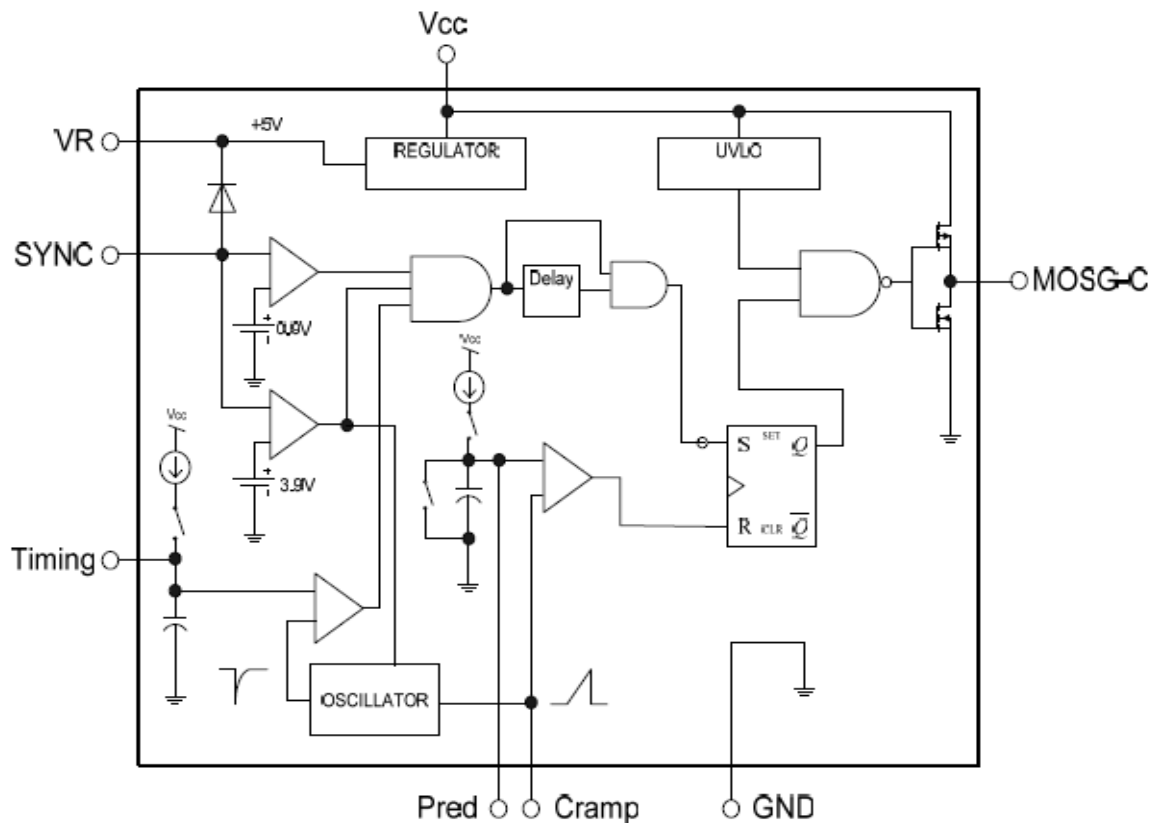 Vcc
VR
+5V
REGULATOR
UVLO
SYNC
Delay
MOSG-C
0.9V
Vcc
Vcc
3.9V
S SET Q
R CLR Q
Timing
OSCILLATOR
Pred
Cramp
GND